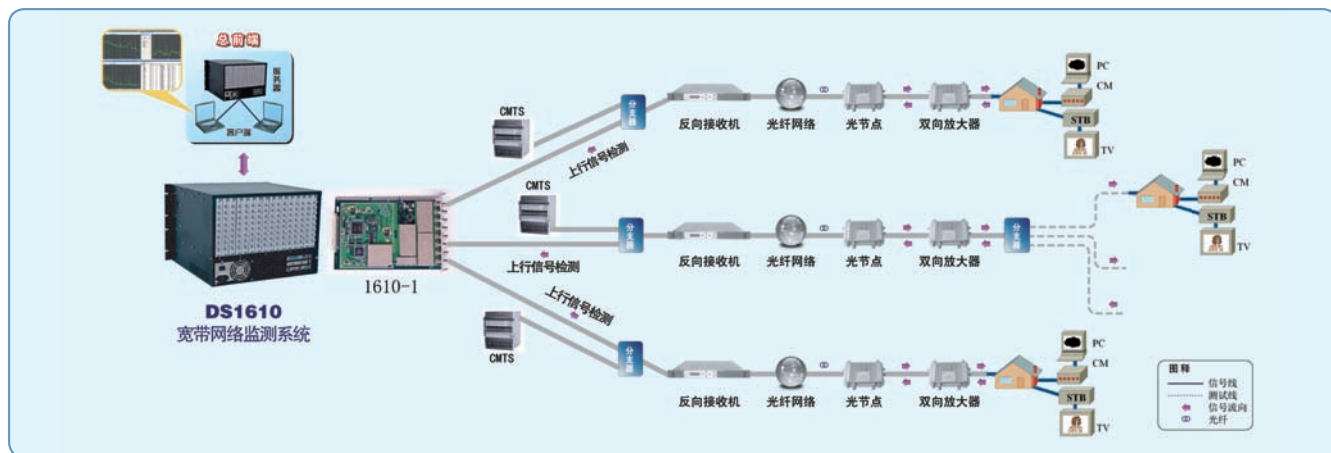 总前端
服务器
客户端
DS1610
宽带网络监测系统
1610-1
CMTS
分支器
上行信号检测
反向接收机
光纤网络
光节点
双向放大器
PC
CM
STB
TV
CMTS
分支器
上行信号检测
反向接收机
光纤网络
光节点
双向放大器
分支器
PC
CM
STB
TV
上行信号检测
CMTS
分支器
反向接收机
光纤网络
光节点
双向放大器
PC
CM
STB
TV
图释
信号线
测试线
信号流向
光纤